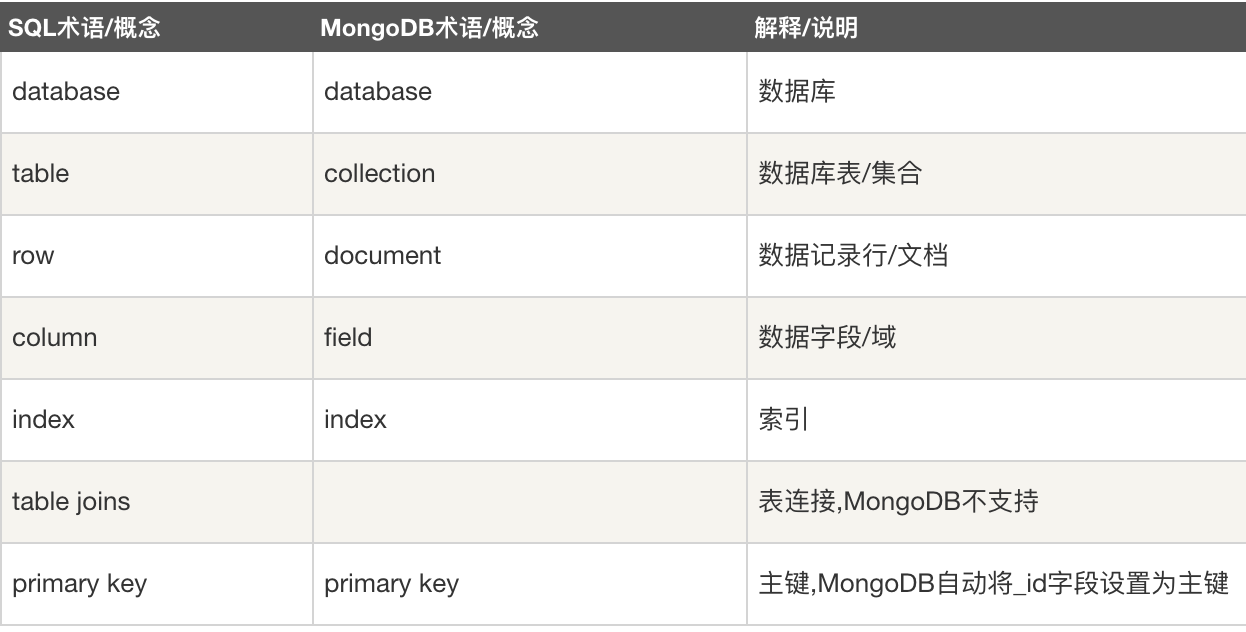 SQL术语/概念 MongoDB术语/概念 解释/说明
database database 数据库
table collection 数据库表/集合
row document 数据记录行/文档
column field 数据字段/域
index index 索引
table joins 表连接,MongoDB不支持
primary key primary key 主键,MongoDB自动将_id字段设置为主键